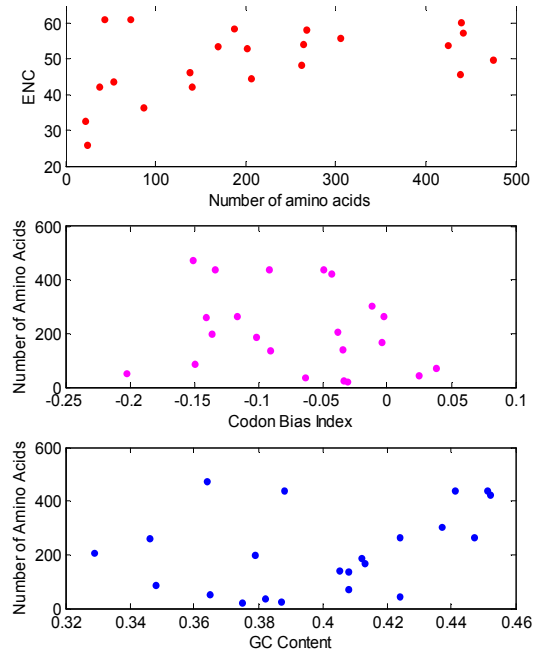 60
50
40
30
20
ENC
0 100 200 300 400 500
Number of amino acids
600
400
200
0
Number of Amino Acids
-0.25 -0.2 -0.15 -0.1 -0.05 0 0.05 0.1
Codon Bias Index
600
400
200
0
Number of Amino Acids
0.32 0.34 0.36 0.38 0.4 0.42 0.44 0.46
GC Content